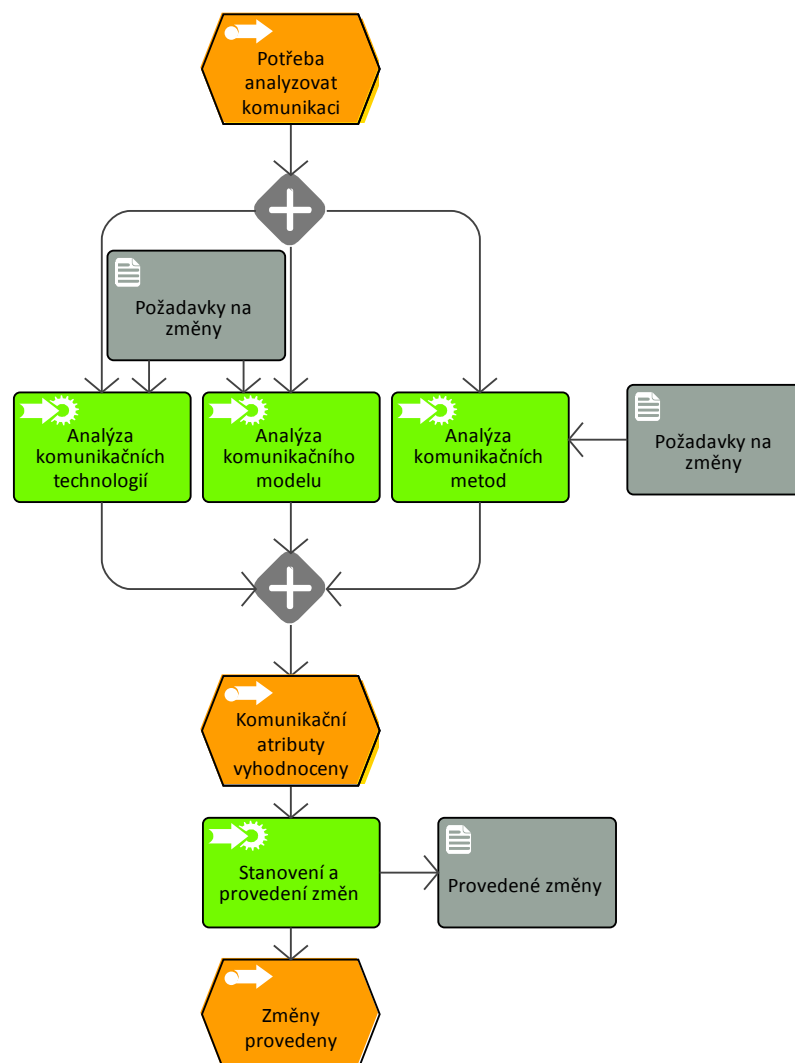 Potřeba
analyzovat
komunikaci
Požadavky na
změny
Analýza
komunikačních
technologií
Analýza
komunikačního
modelu
Analýza
komunikačních
metod
Požadavky na
změny
Komunikační
atributy
vyhodnoceny
Stanovení a
provedení změn
Provedené změny
Změny
provedeny